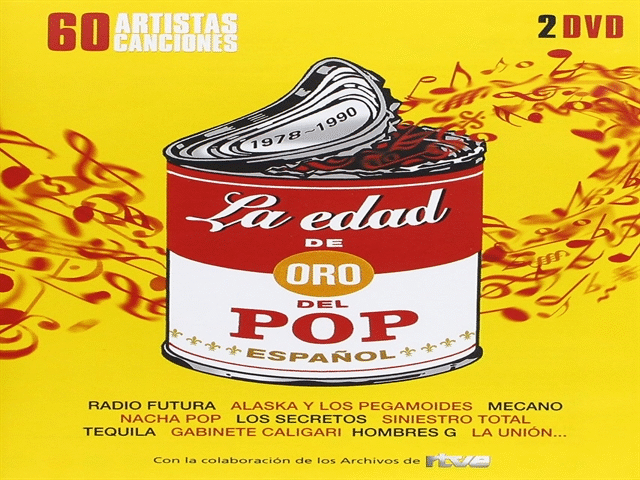 60 ARTISTAS
CANCIONES
2 DVD
1978~1990
La edad
DE
ORO
DEL
POP
ESPAÑOL
RADIO FUTURA ALASKA Y LOS PEGAMOIDES MECANO
NACHA POP LOS SECRETOS SINIESTRO TOTAL
TEQUILA GABINETE CALIGARI HOMBRES G LA UNIÓN...
Con la colaboración de los Archivos de rtve